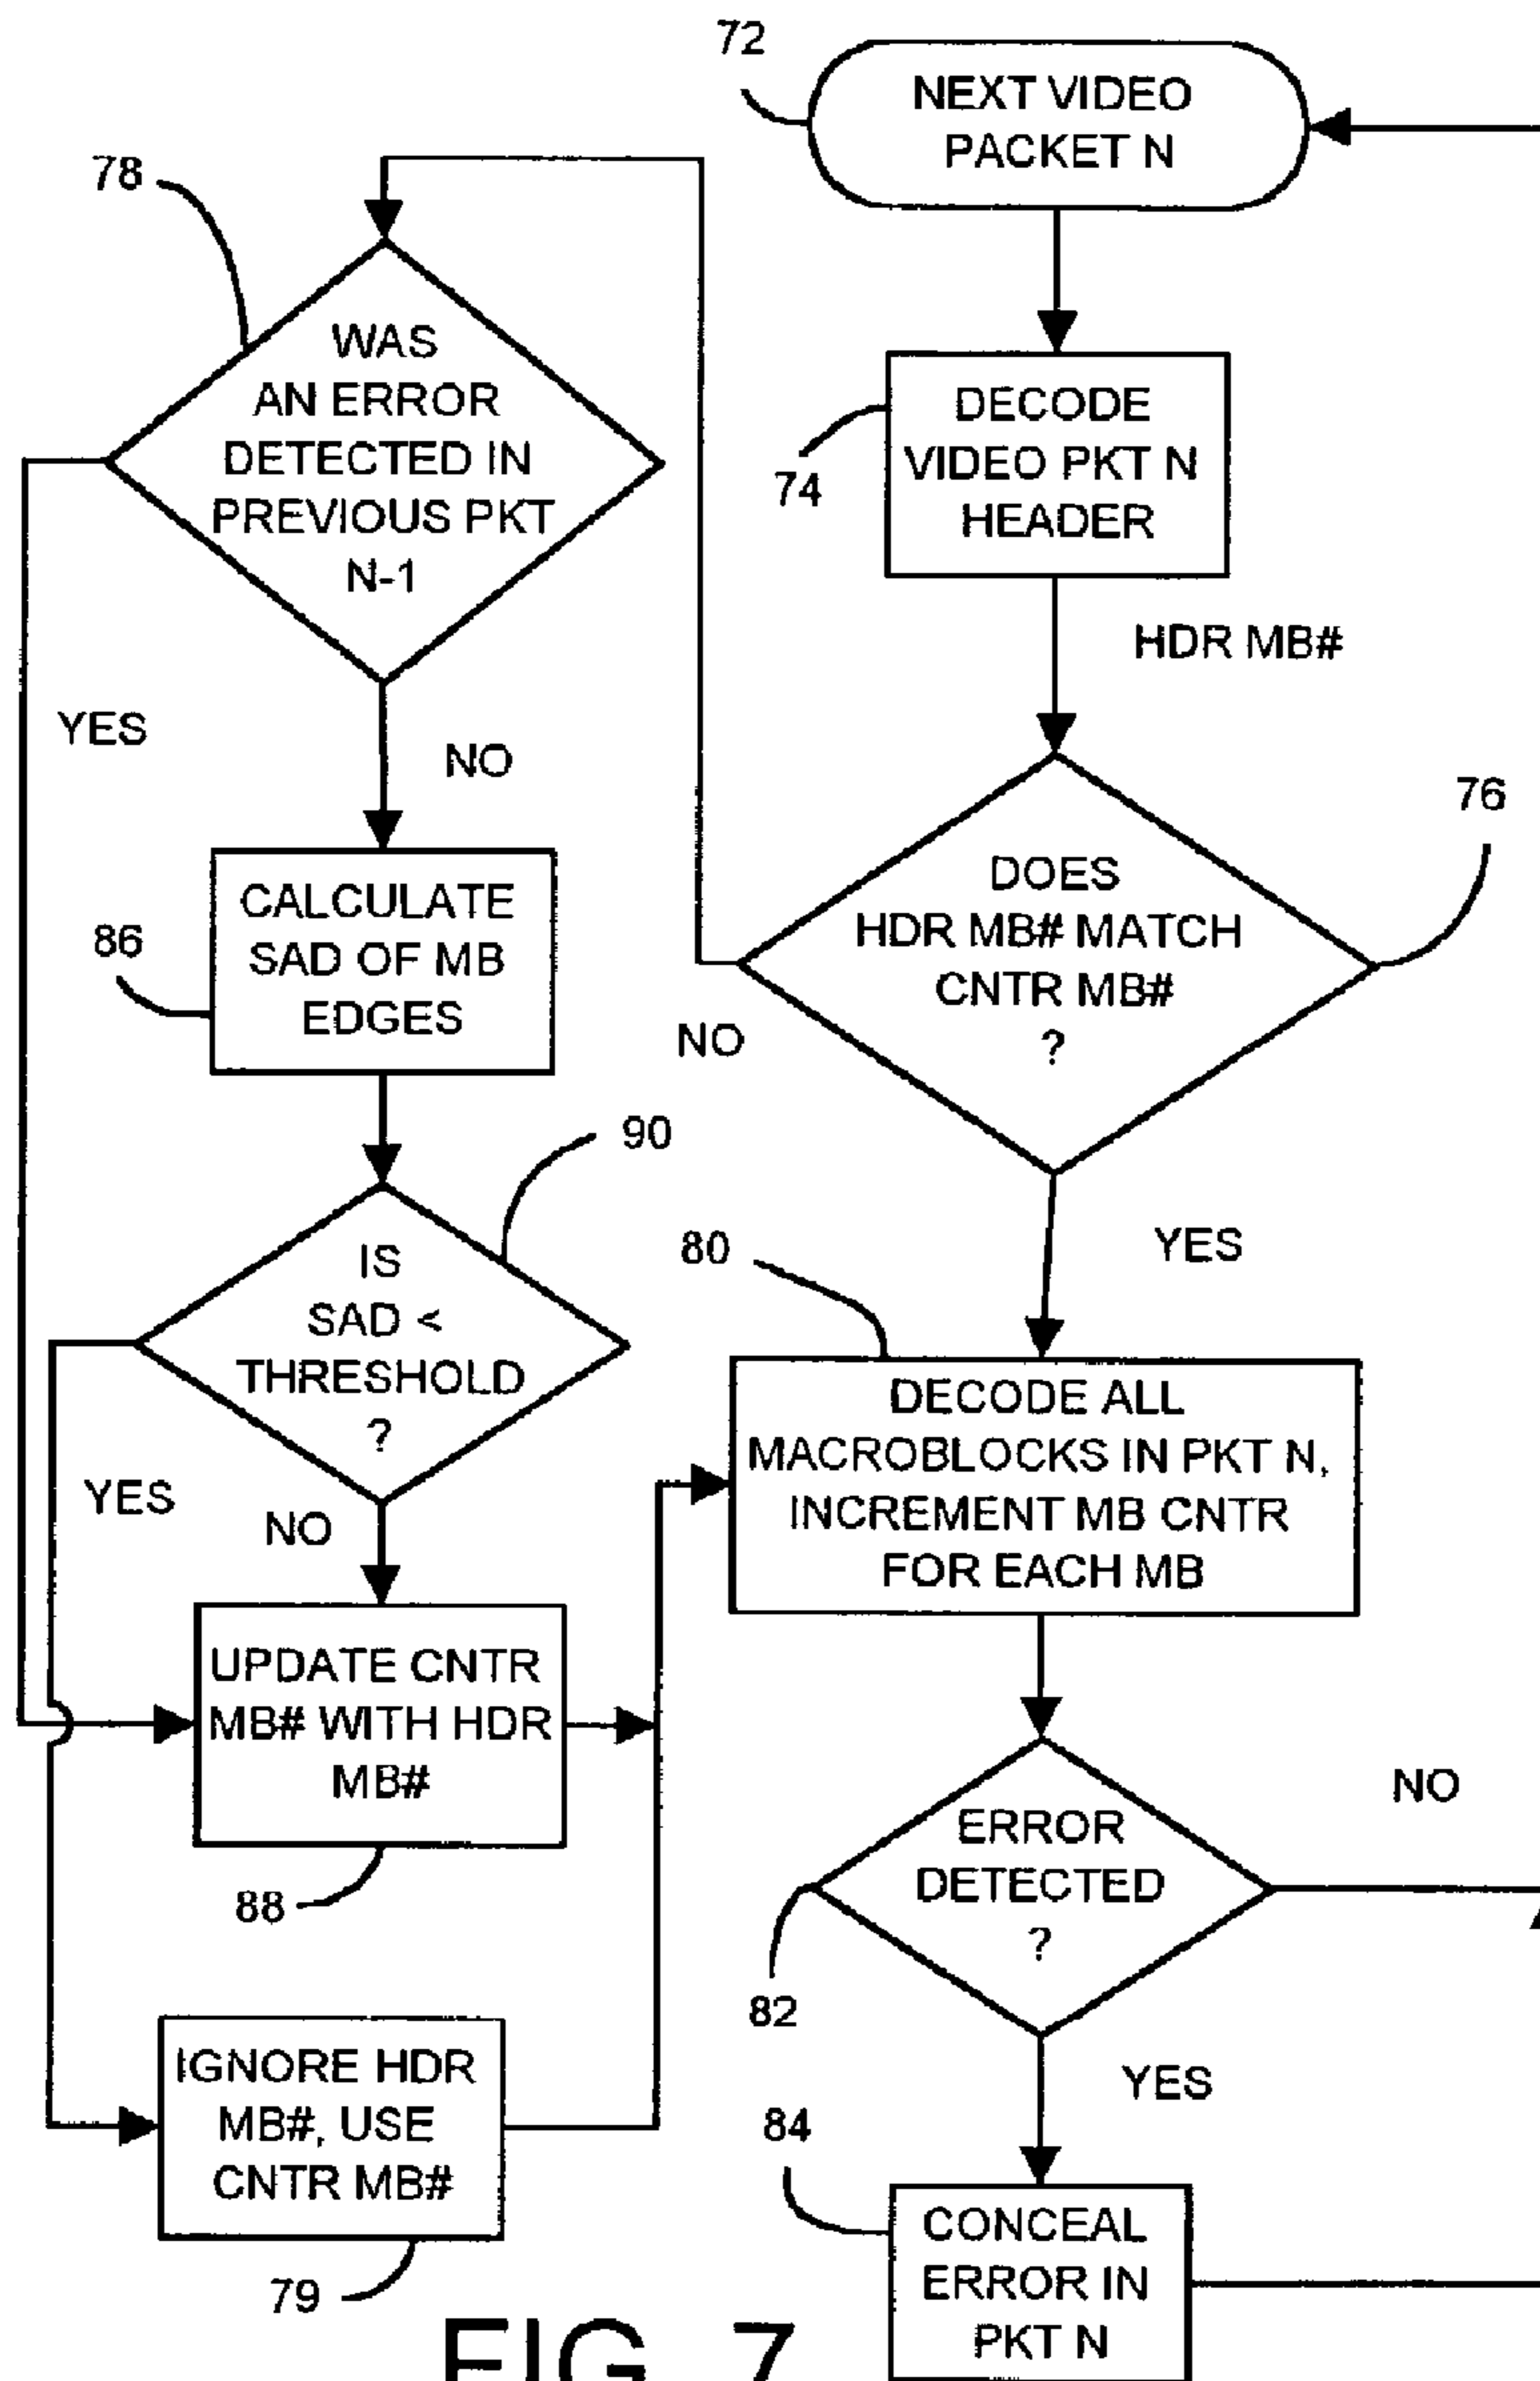 72
NEXT VIDEO
PACKET N
78
WAS
AN ERROR
DETECTED IN
PREVIOUS PKT
N-1
DECODE
VIDEO PKT N
HEADER
74
HDR MB#
YES
NO
76
CALCULATE
SAD OF MB
EDGES
86
DOES
HDR MB# MATCH
CNTR MB#
?
NO
90
80
YES
IS
SAD <
THRESHOLD
?
YES
NO
DECODE ALL
MACROBLOCKS IN PKT N,
INCREMENT MB CNTR
FOR EACH MB
UPDATE CNTR
MB# WITH HDR
MB#
88
NO
ERROR
DETECTED
?
82
YES
IGNORE HDR
MB#, USE
CNTR MB#
79
84
CONCEAL
ERROR IN
PKT N
FIG. 7